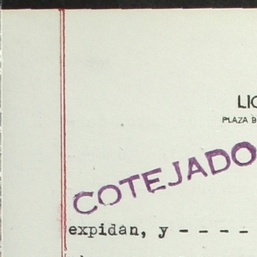 LIC
PLAZA B
COTEJADO
expidan, y - - - -